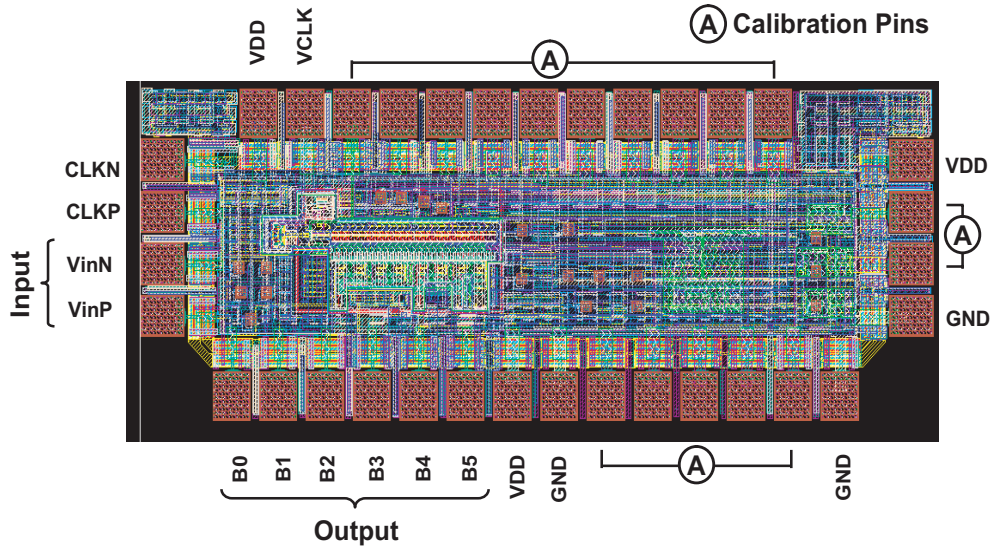 VDD
VCLK
A Calibration Pins
A
CLKN
CLKP
VinN
VinP
Input
VDD
A
GND
B0
B1
B2
B3
B4
B5
VDD
GND
A
GND
Output